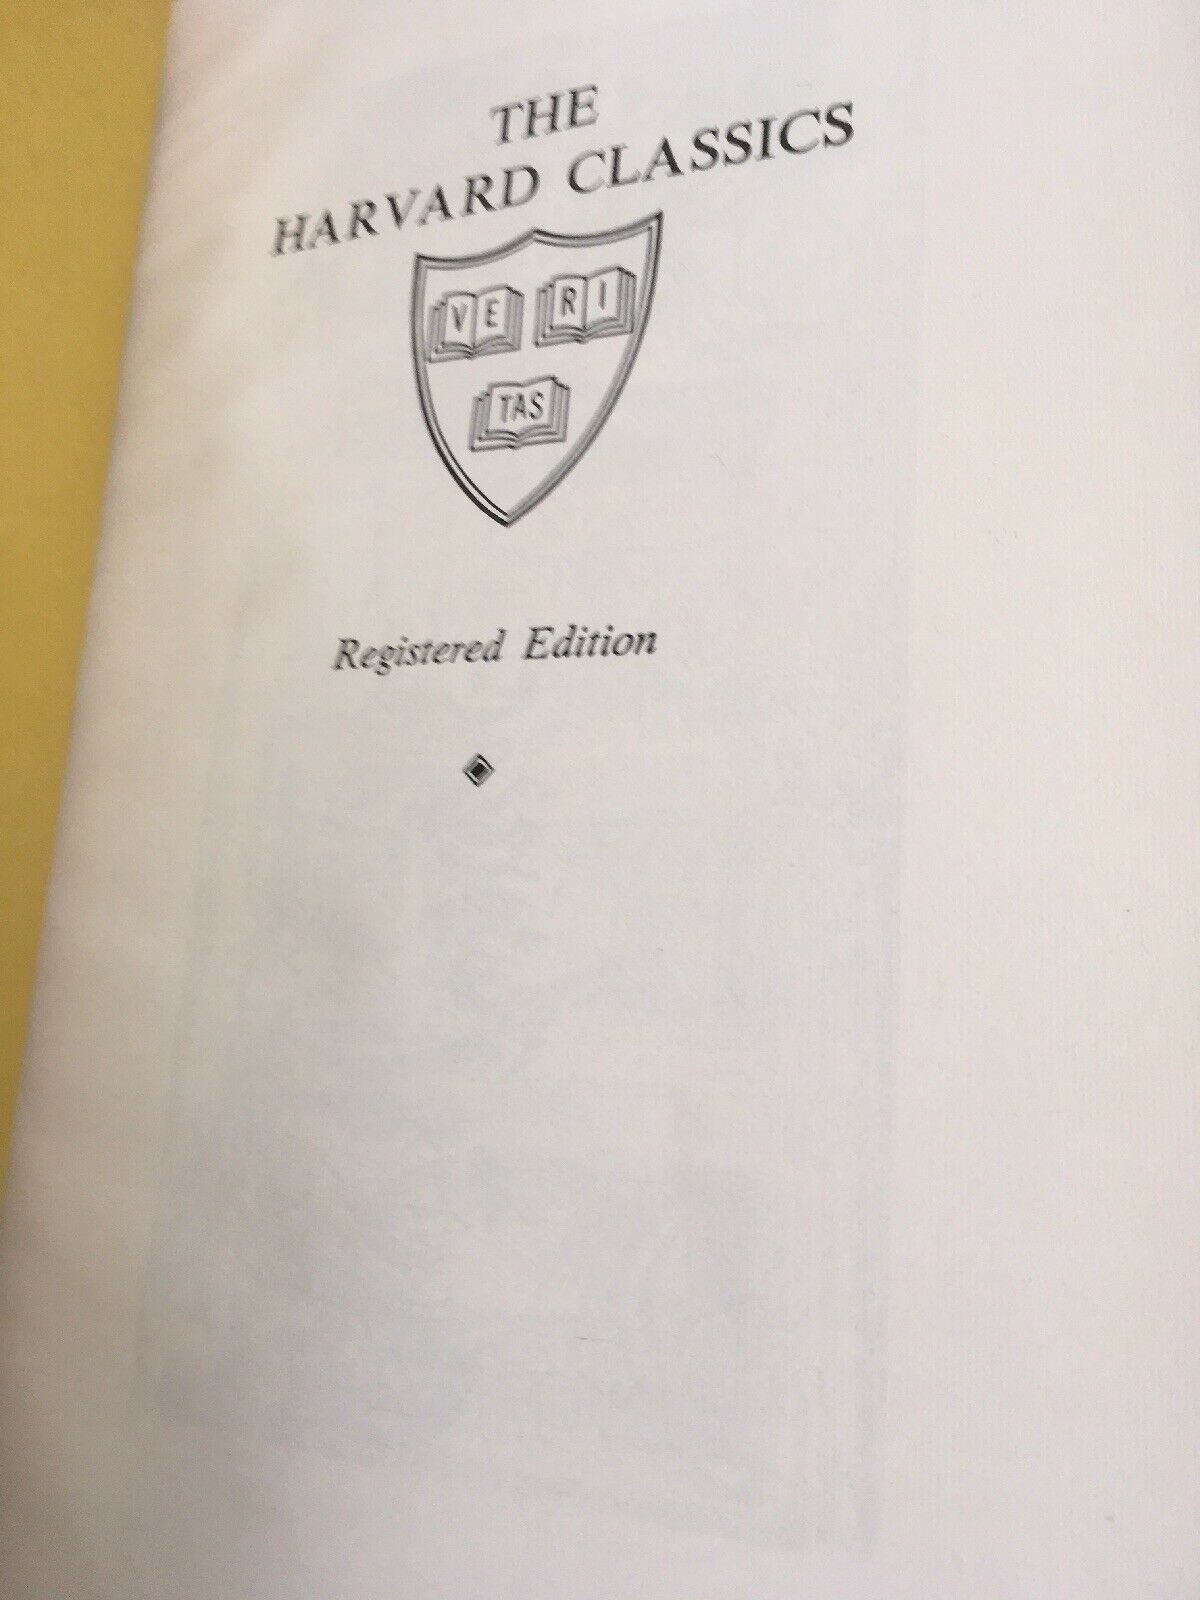 THE
HARVARD CLASSICS
VE RI
TAS
Registered Edition